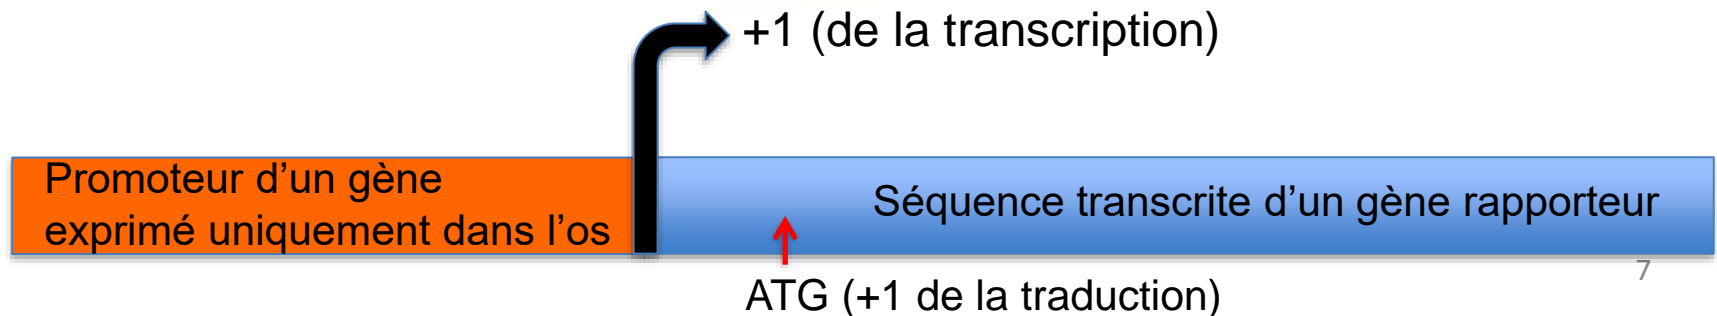 +1 (de la transcription)
Promoteur d’un gène
exprimé uniquement dans l’os
Séquence transcrite d’un gène rapporteur
7
ATG (+1 de la traduction)